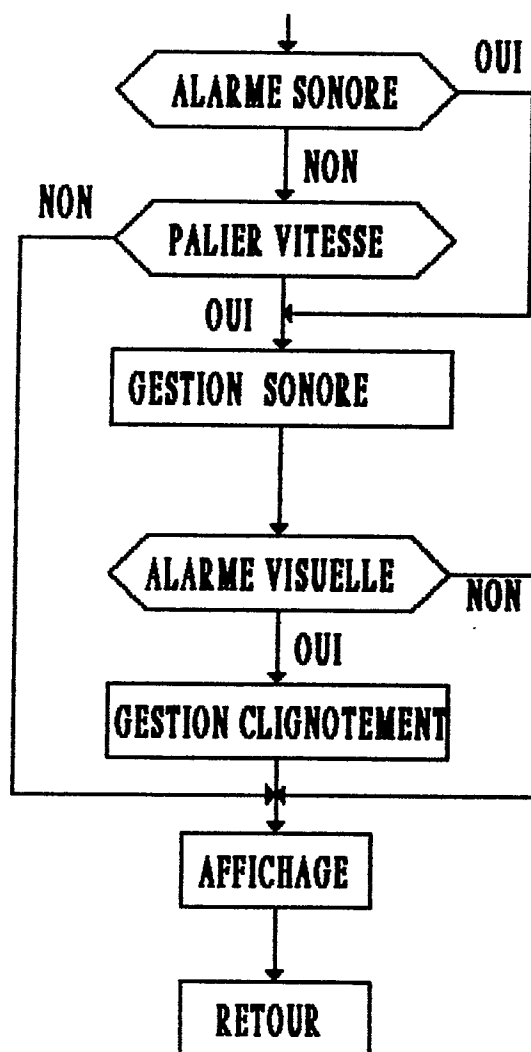 OUI
ALARME SONORE
NON
NON
PALIER VITESSE
OUI
GESTION SONORE
ALARME VISUELLE
NON
OUI
GESTION CLIGNOTEMENT
AFFICHAGE
RETOUR